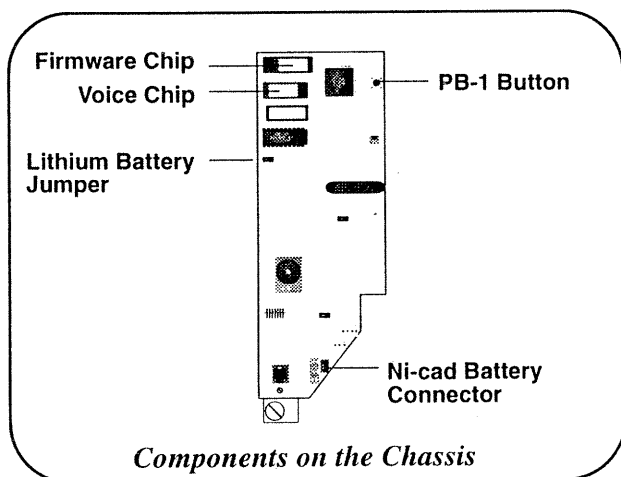 Firmware Chip
Voice Chip
PB-1 Button
Lithium Battery
Jumper
Ni-cad Battery
Connector
Components on the Chassis